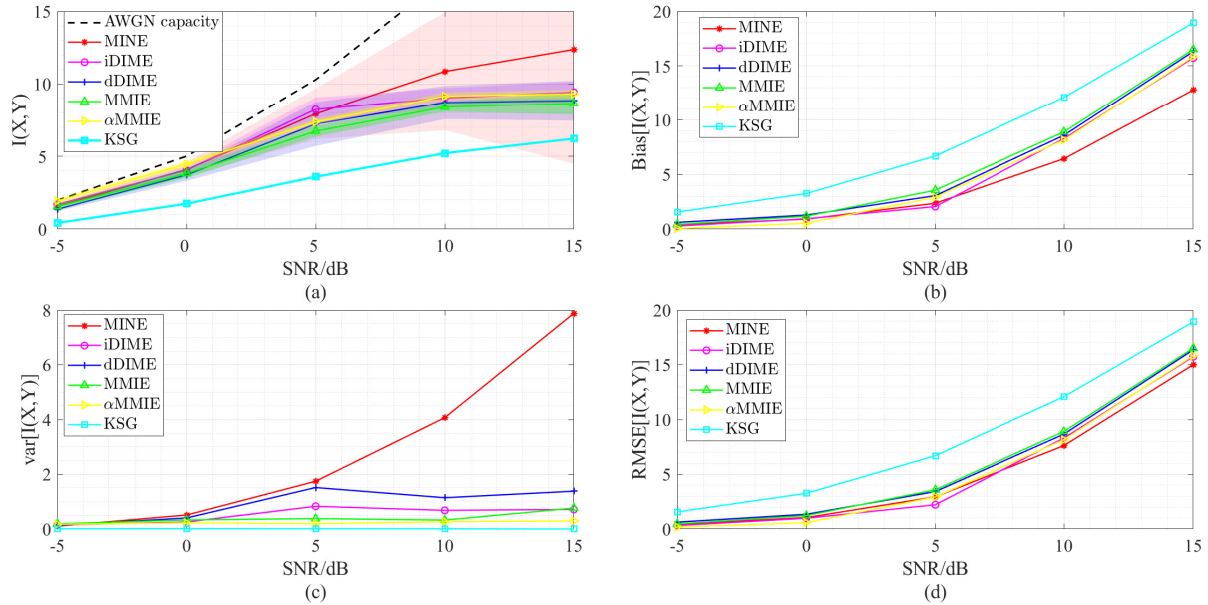 I(X,Y)
15
10
5
0
AWGN capacity
MINE
iDIME
dDIME
MMIE
αMMIE
KSG
-5 0 5 10 15
SNR/dB
(a)
Bias[I(X,Y)]
20
15
10
5
0
MINE
iDIME
dDIME
MMIE
αMMIE
KSG
-5 0 5 10 15
SNR/dB
(b)
var[I(X,Y)]
8
6
4
2
0
MINE
iDIME
dDIME
MMIE
αMMIE
KSG
-5 0 5 10 15
SNR/dB
(c)
RMSE[I(X,Y)]
20
15
10
5
0
MINE
iDIME
dDIME
MMIE
αMMIE
KSG
-5 0 5 10 15
SNR/dB
(d)